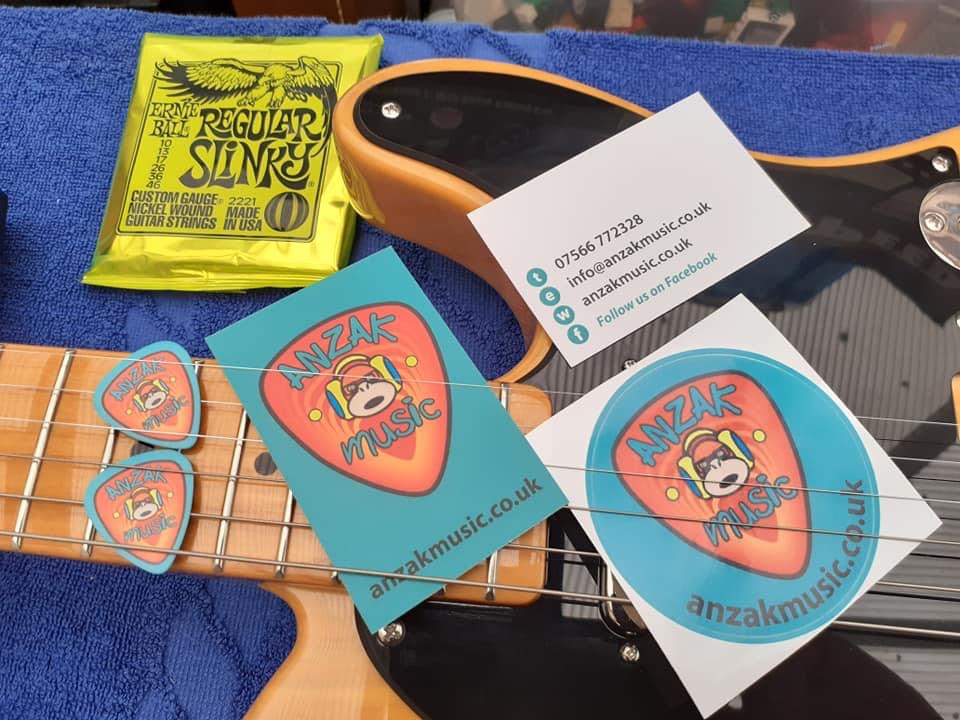 ERNIE
BALL
REGULAR
SLINKY®
10
13
17
26
36
46
CUSTOM GAUGE®
NICKEL WOUND
GUITAR STRINGS
2221
MADE
IN USA
t 07566 772328
e info@anzakmusic.co.uk
w anzakmusic.co.uk
f Follow us on Facebook
ANZAK
music
ANZAK
music
ANZAK
music
anzakmusic.co.uk
ANZAK
music
anzakmusic.co.uk